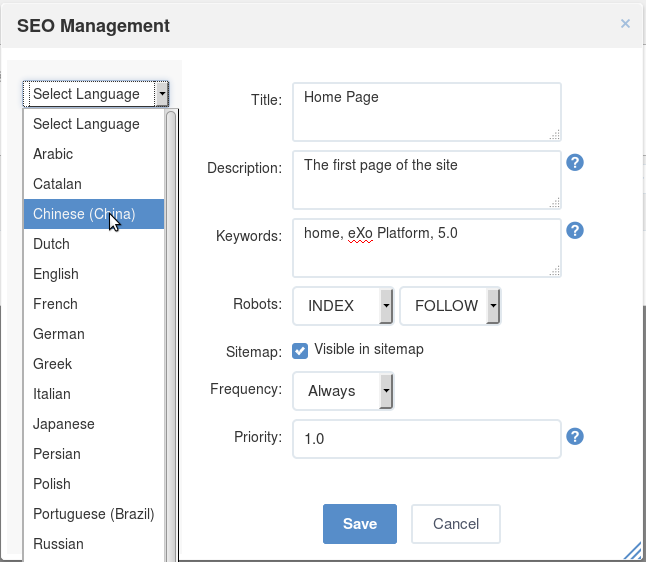 SEO Management
×
Select Language
Select Language
Arabic
Catalan
Chinese (China)
Dutch
English
French
German
Greek
Italian
Japanese
Persian
Polish
Portuguese (Brazil)
Russian
Title: Home Page
Description: The first page of the site ?
Keywords: home, eXo Platform, 5.0 ?
Robots: INDEX FOLLOW
Sitemap: Visible in sitemap
Frequency: Always
Priority: 1.0 ?
Save Cancel